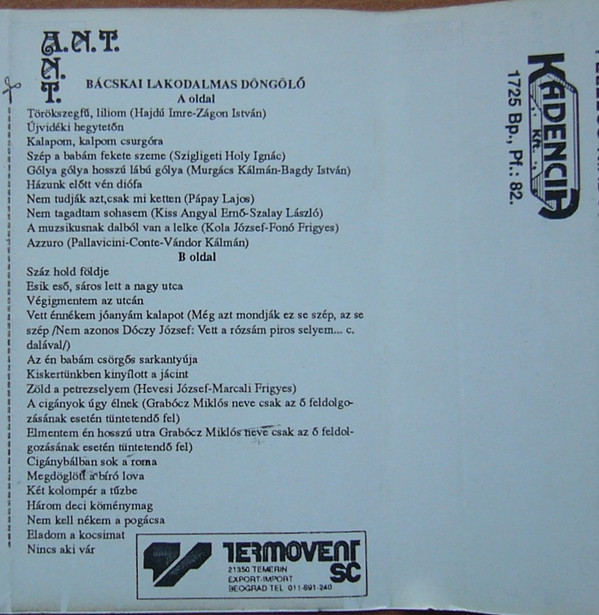 A.N.T.
N.
T.
BÁCSKAI LAKODALMAS DÖNGÖLŐ
A oldal
Törökszegfű, liliom (Hajdú Imre-Zágon István)
Újvidéki hegytetőn
Kalapom, kalpom csurgóra
Szép a babám fekete szeme (Szigligeti Holy Ignác)
Gólya gólya hosszú lábú gólya (Murgács Kálmán-Bagdy István)
Házunk előtt vén diófa
Nem tudják azt,csak mi ketten (Pápay Lajos)
Nem tagadtam sohasem (Kiss Angyal Ernő-Szalay László)
A muzsikusnak dalból van a lelke (Kola József-Fonó Frigyes)
Azzuro (Pallavicini-Conte-Vándor Kálmán)
B oldal
Száz hold földje
Esik eső, sáros lett a nagy utca
Végigmentem az utcán
Vett énnékem jóanyám kalapot (Még azt mondják ez se szép, az se
szép /Nem azonos Dóczy József: Vett a rózsám piros selyem... c.
dalával/)
Az én babám csörgős sarkantyúja
Kiskertünkben kinyílott a jácint
Zöld a petrezselyem (Hevesi József-Marcali Frigyes)
A cigányok úgy élnek (Grabócz Miklós neve csak az ő feldolgo-
zásának esetén tüntetendő fel)
Elmentem én hosszú utra Grabócz Miklós neve csak az ő feldol-
gozásának esetén tüntetendő fel)
Cigánybálban sok a roma
Megdöglött a bíró lova
Két kolompér a tűzbe
Három deci köménymag
Nem kell nékem a pogácsa
Eladom a kocsimat
Nincs aki vár
TERMOVENT
SC
21350 TEMERIN
EXPORT-IMPORT
BEOGRAD TEL 011-691-240
KADENCIA
Kft.
1725 Bp., Pf.: 82.